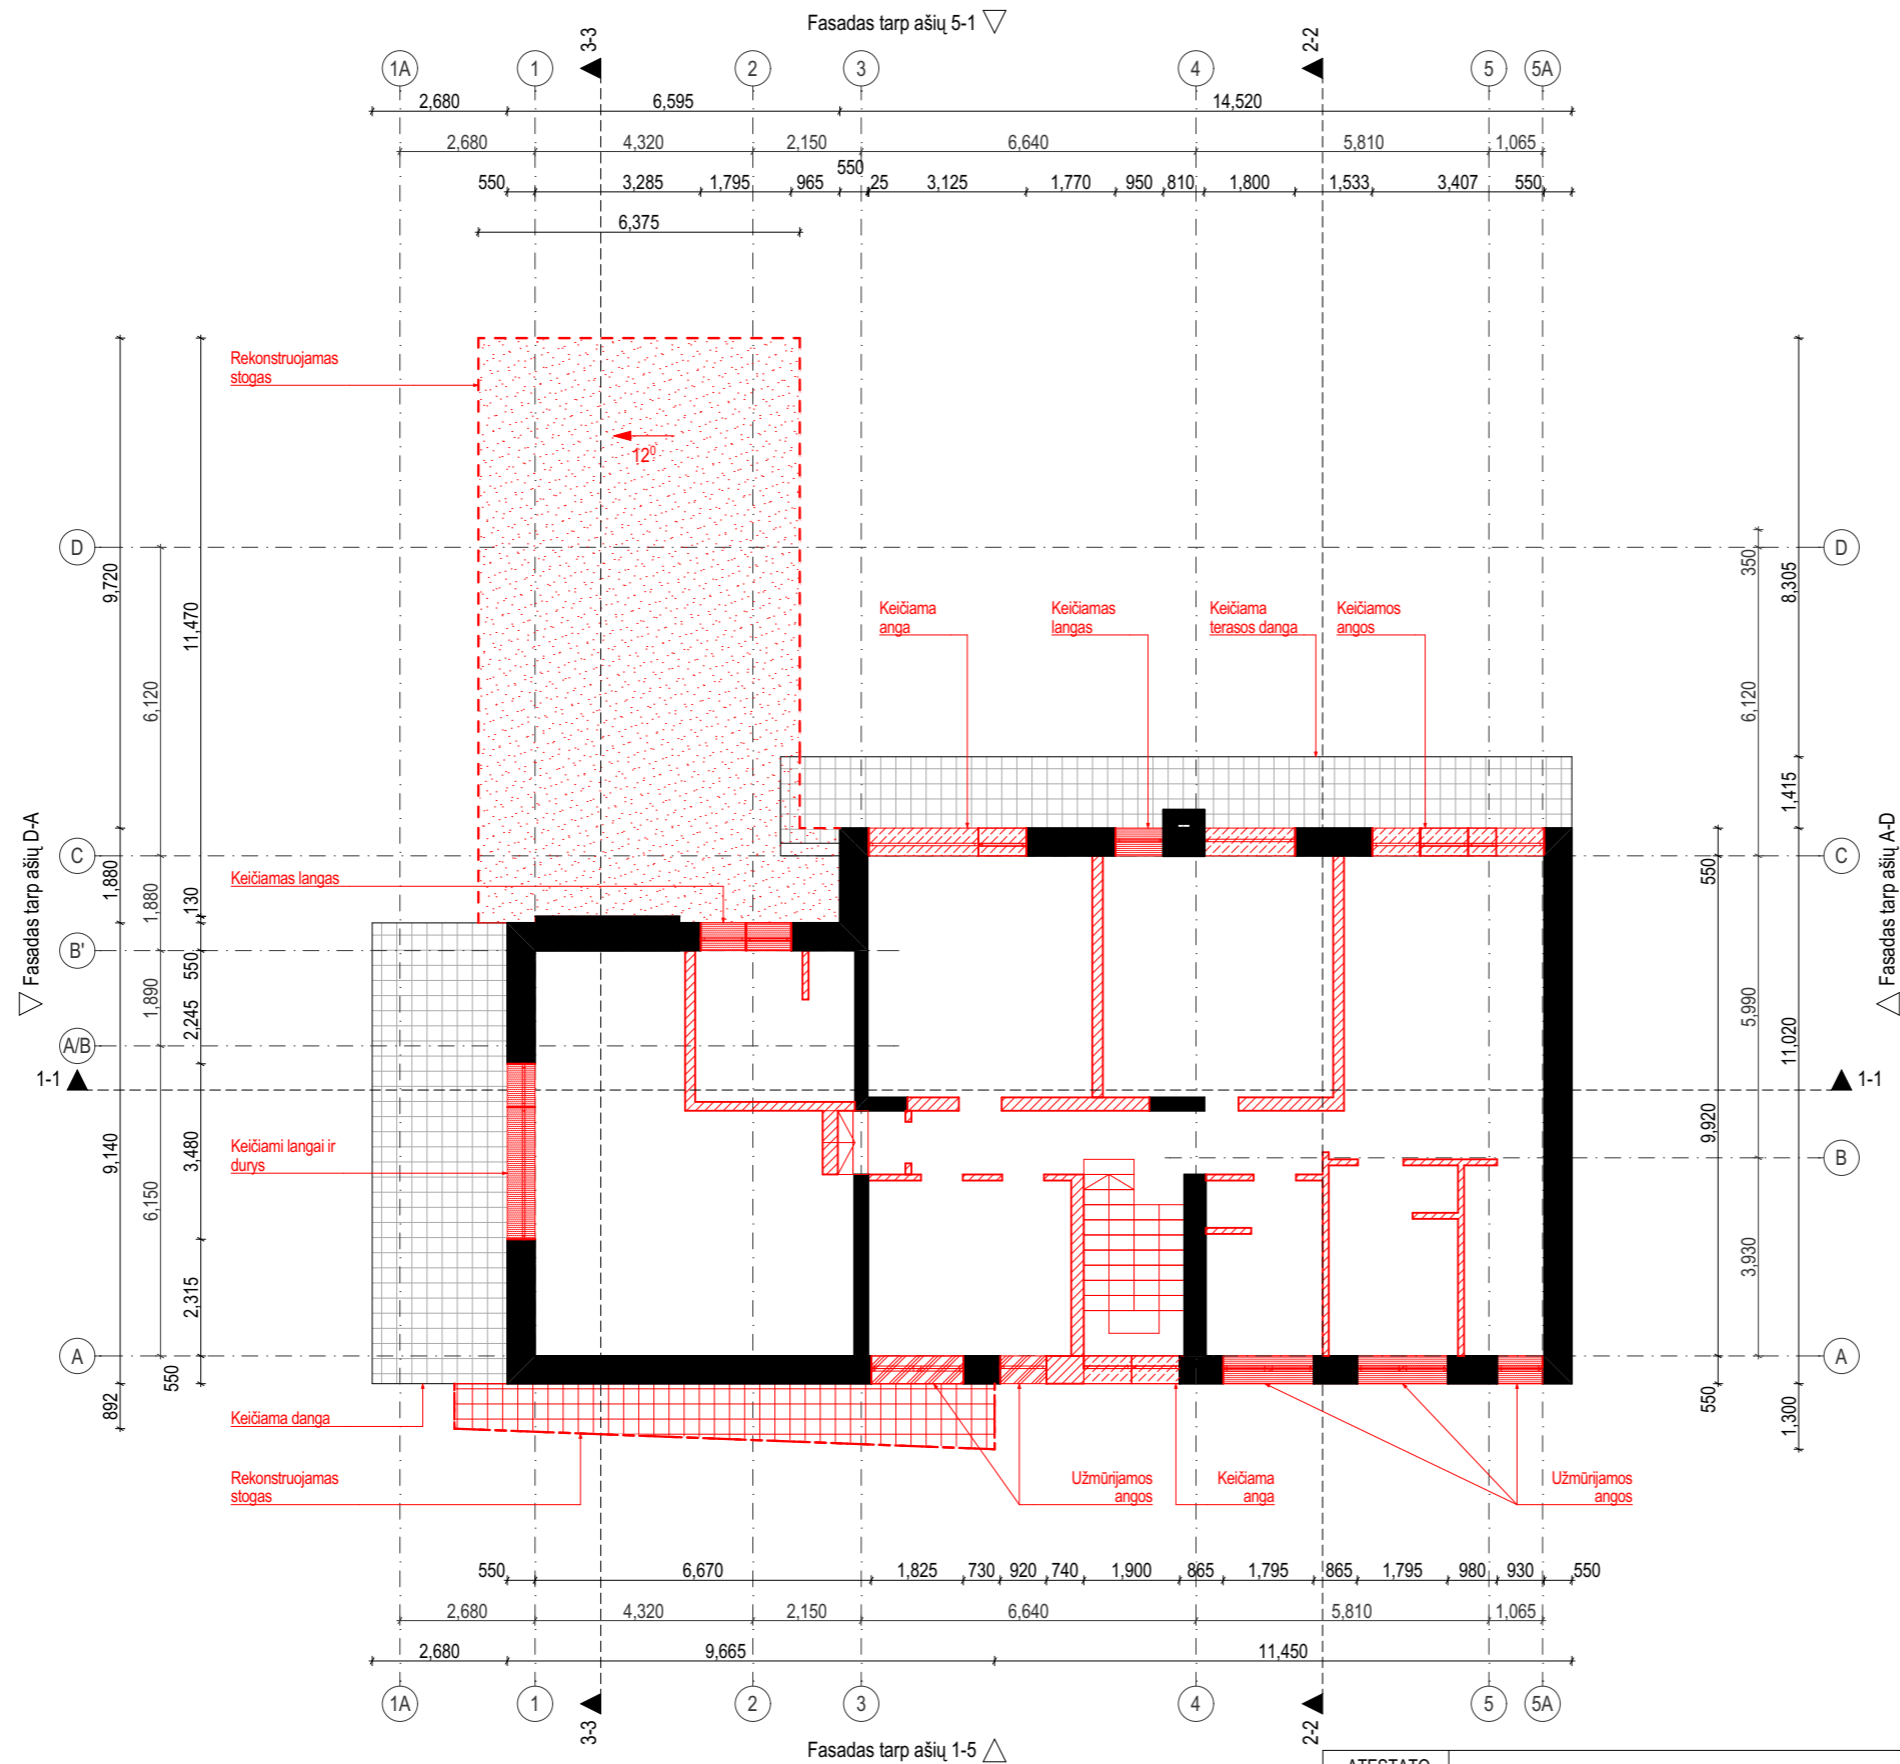 Fasadas tarp ašių 5-1
3-3
2-2
1A
1
2
3
4
5
5A
2,680
6,595
14,520
2,680
4,320
2,150
6,640
5,810
1,065
550
3,285
1,795
965
550
25
3,125
1,770
950
810
1,800
1,533
3,407
550
6,375
Rekonstruojamas
stogas
12⁰
D
D
9,720
11,470
6,120
350
8,305
6,120
Keičiama
anga
Keičiamas
langas
Keičiama
terasos danga
Keičiamos
angos
1,415
C
C
1,880
1,880
130
Keičiamas langas
550
Fasadas tarp ašių D-A
Fasadas tarp ašių A-D
B'
550
1,890
2,245
5,990
11,020
A/B
1-1
1-1
9,140
3,480
9,920
Keičiami langai ir
durys
B
6,150
3,930
2,315
A
A
550
892
550
1,300
Keičiama danga
Rekonstruojamas
stogas
Užmūrijamos
angos
Keičiama
anga
Užmūrijamos
angos
550
6,670
1,825
730
920
740
1,900
865
1,795
865
1,795
980
930
550
2,680
4,320
2,150
6,640
5,810
1,065
2,680
9,665
11,450
1A
1
2
3
4
5
5A
3-3
2-2
Fasadas tarp ašių 1-5
ATESTATO